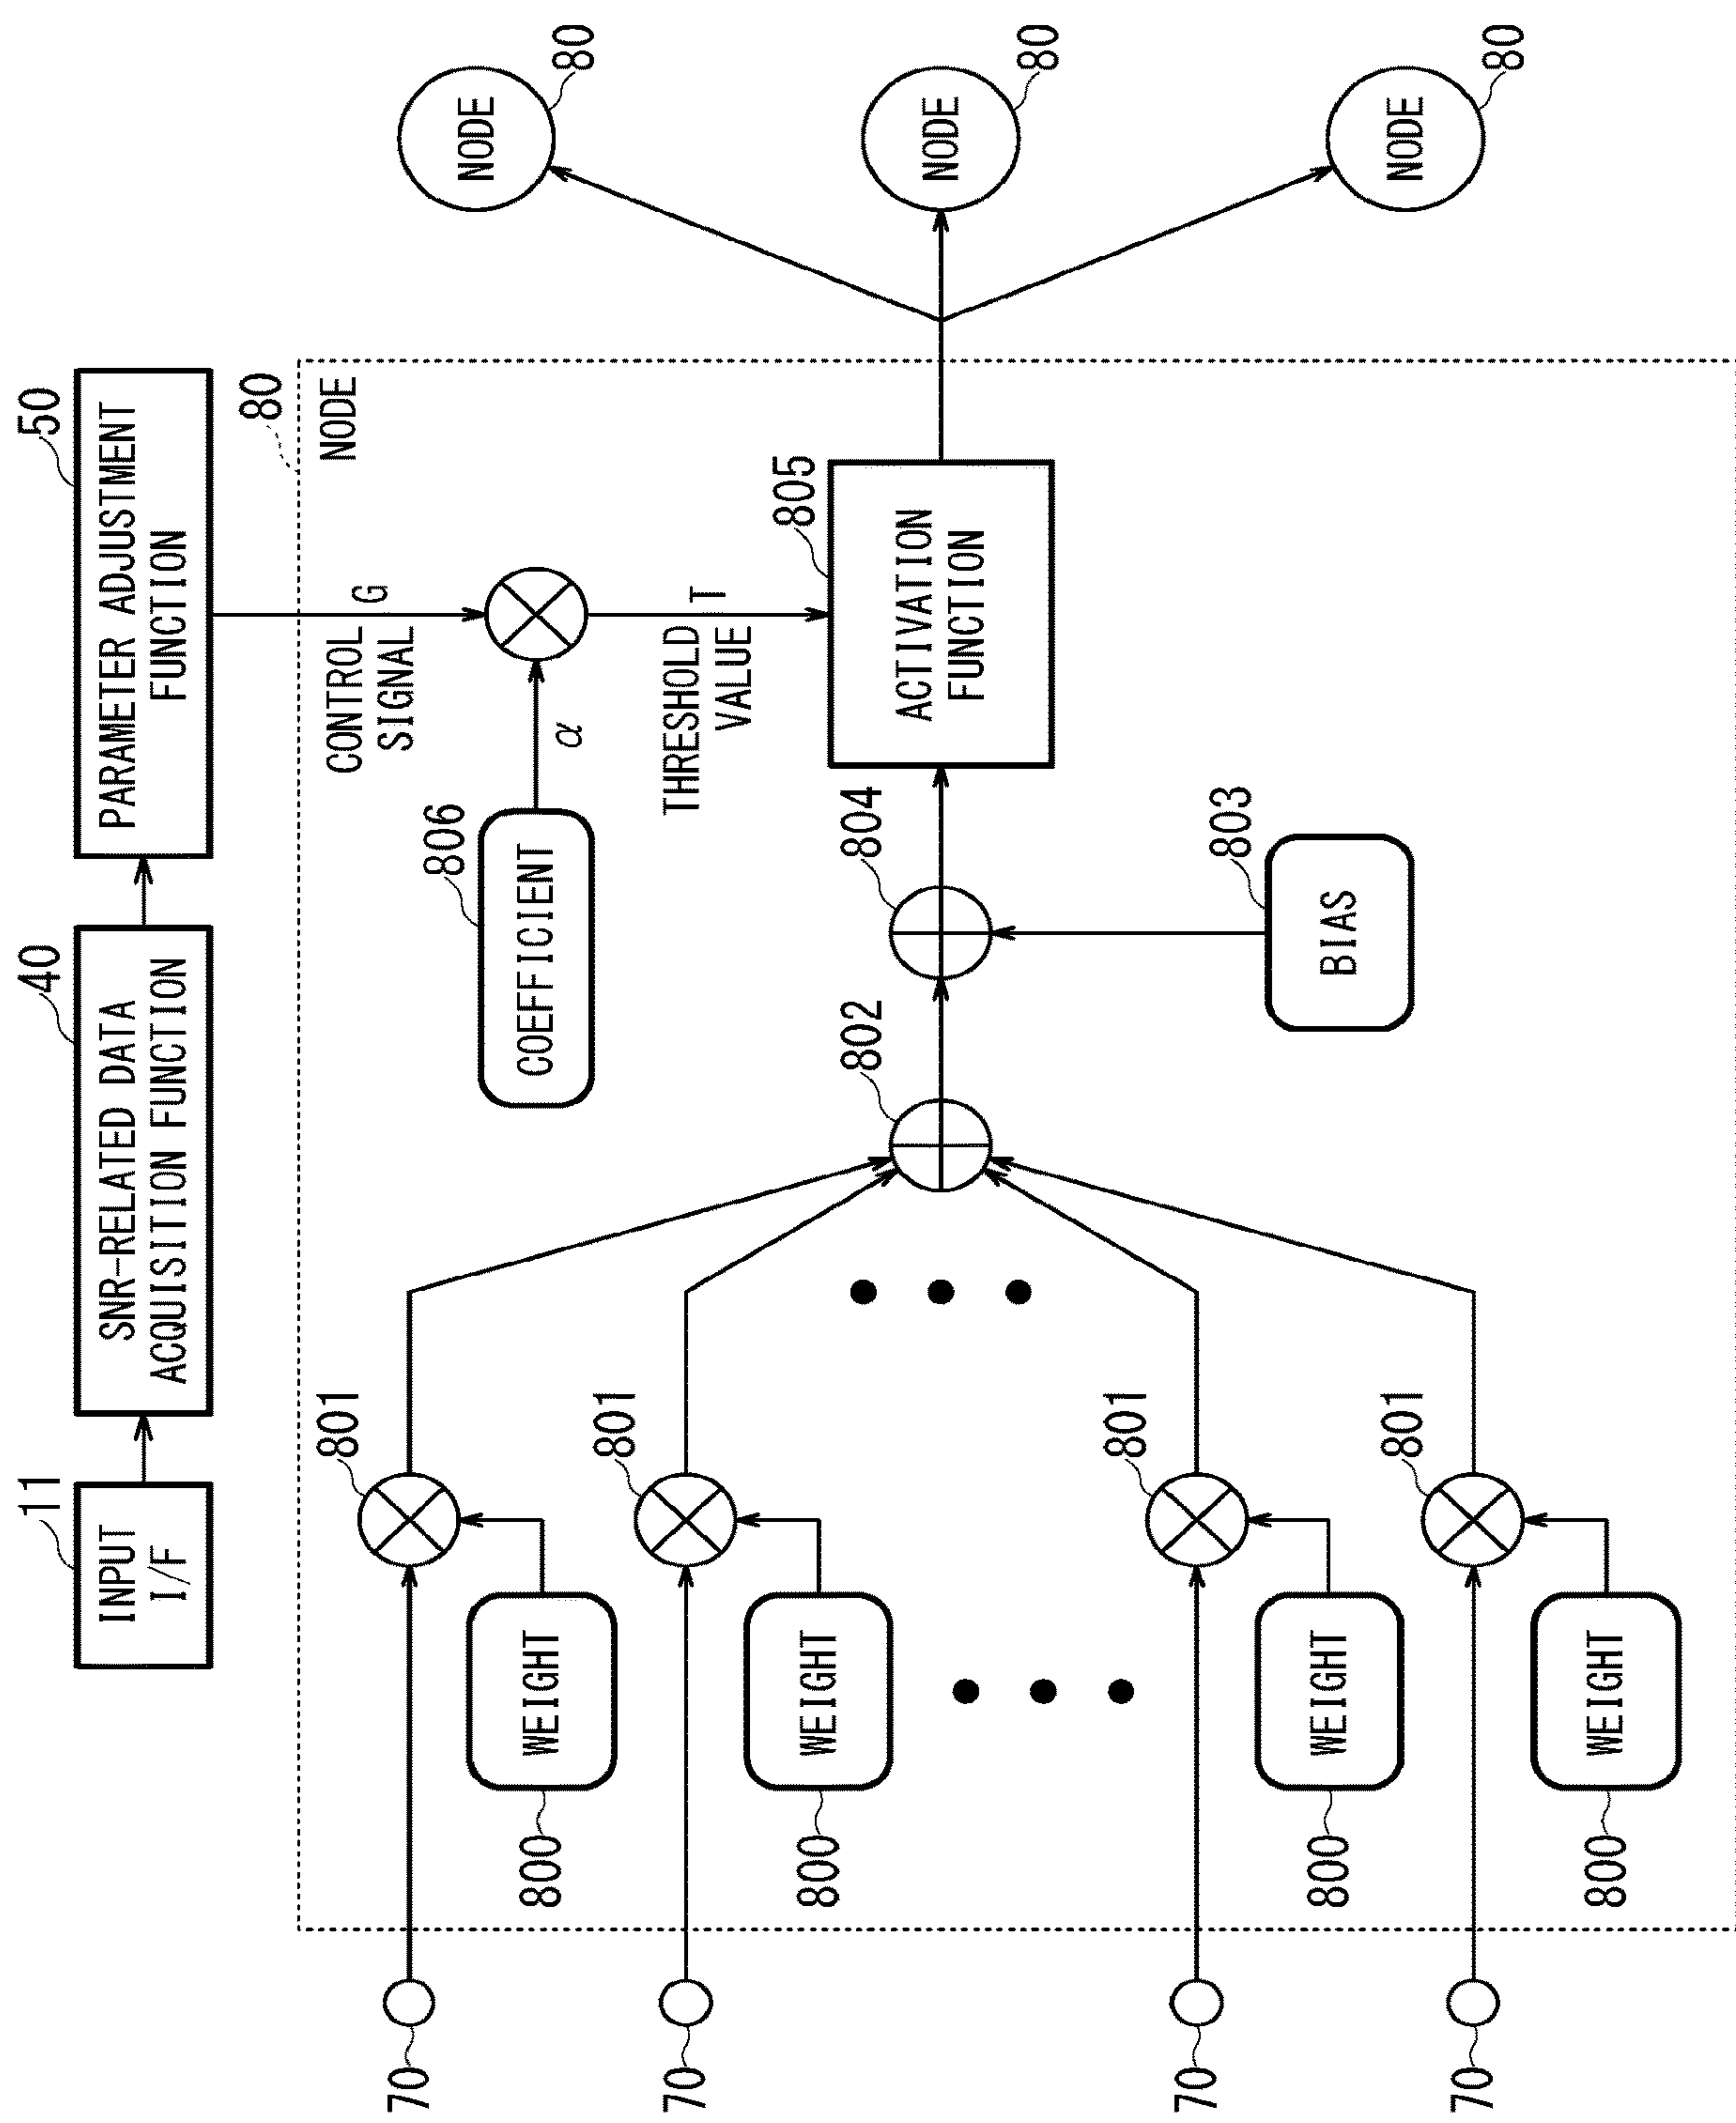 11
INPUT
I/F
40
SNR-RELATED DATA
ACQUISITION FUNCTION
50
PARAMETER ADJUSTMENT
FUNCTION
80
NODE
CONTROL
SIGNAL
G
806
COEFFICIENT
α
THRESHOLD
VALUE
T
805
ACTIVATION
FUNCTION
70
801
800
WEIGHT
70
801
800
WEIGHT
802
804
803
BIAS
70
801
800
WEIGHT
70
801
800
WEIGHT
NODE
80
NODE
80
NODE
80